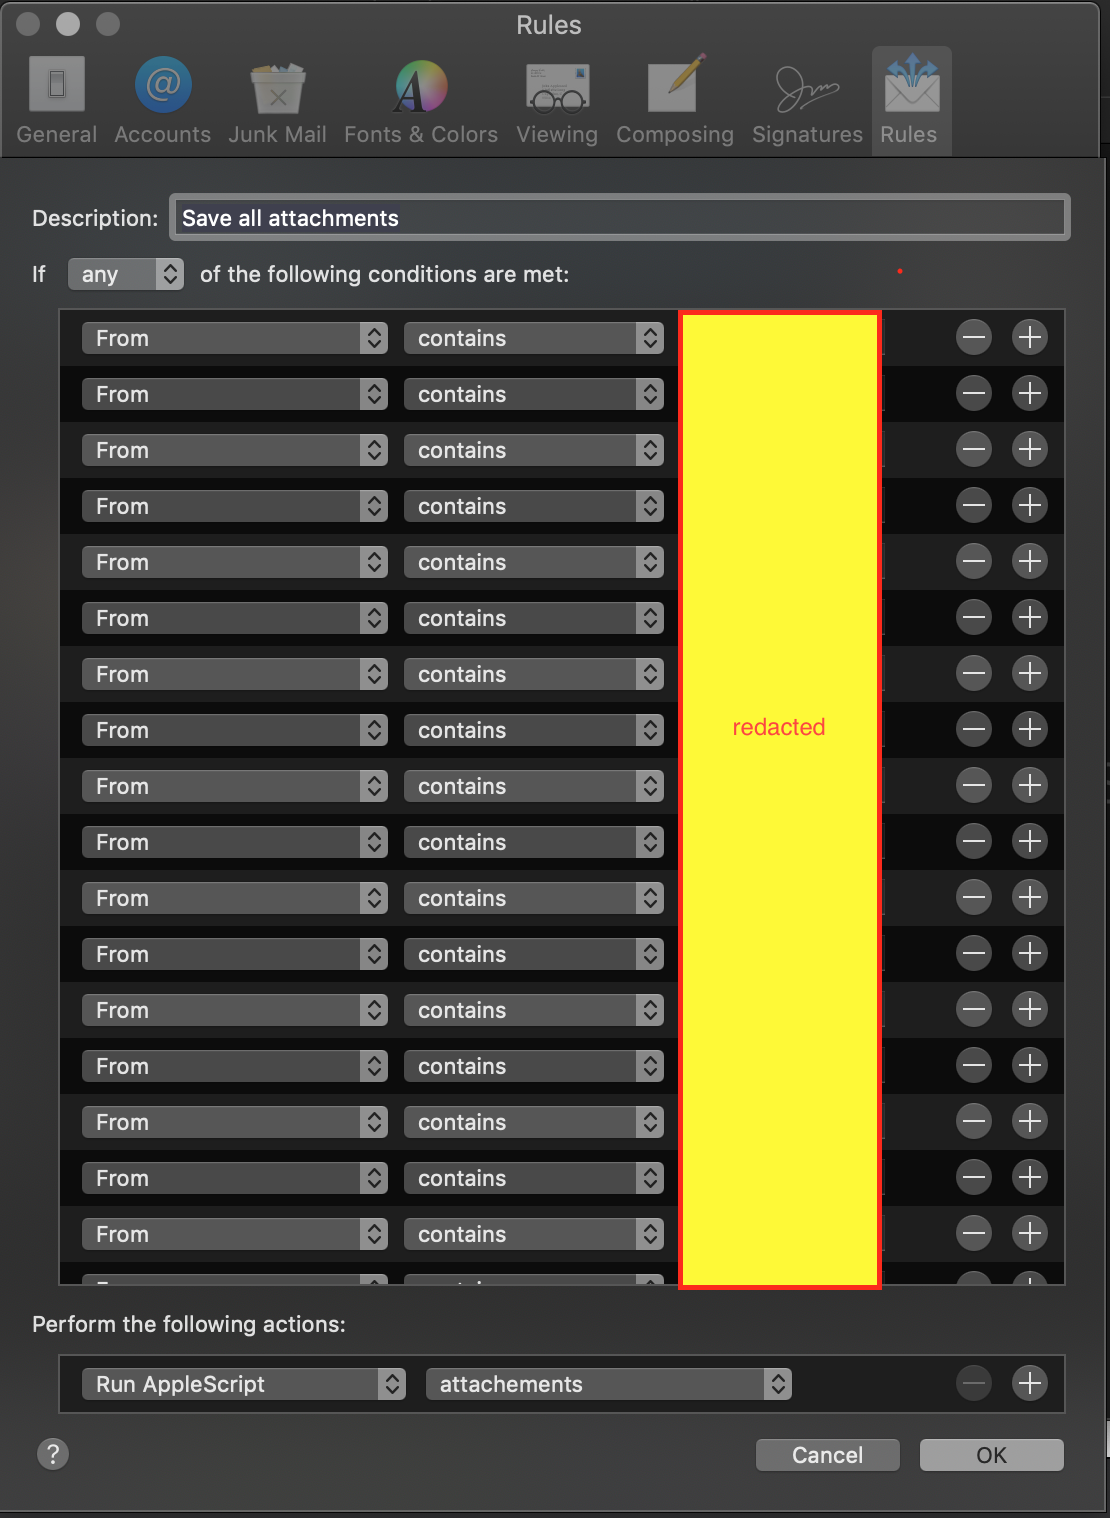 Rules
General Accounts Junk Mail Fonts & Colors Viewing Composing Signatures Rules
Description: Save all attachments
If any of the following conditions are met:
From contains
From contains
From contains
From contains
From contains
From contains
From contains
From contains redacted
From contains
From contains
From contains
From contains
From contains
From contains
From contains
From contains
From contains
Perform the following actions:
Run AppleScript attachements
? Cancel OK